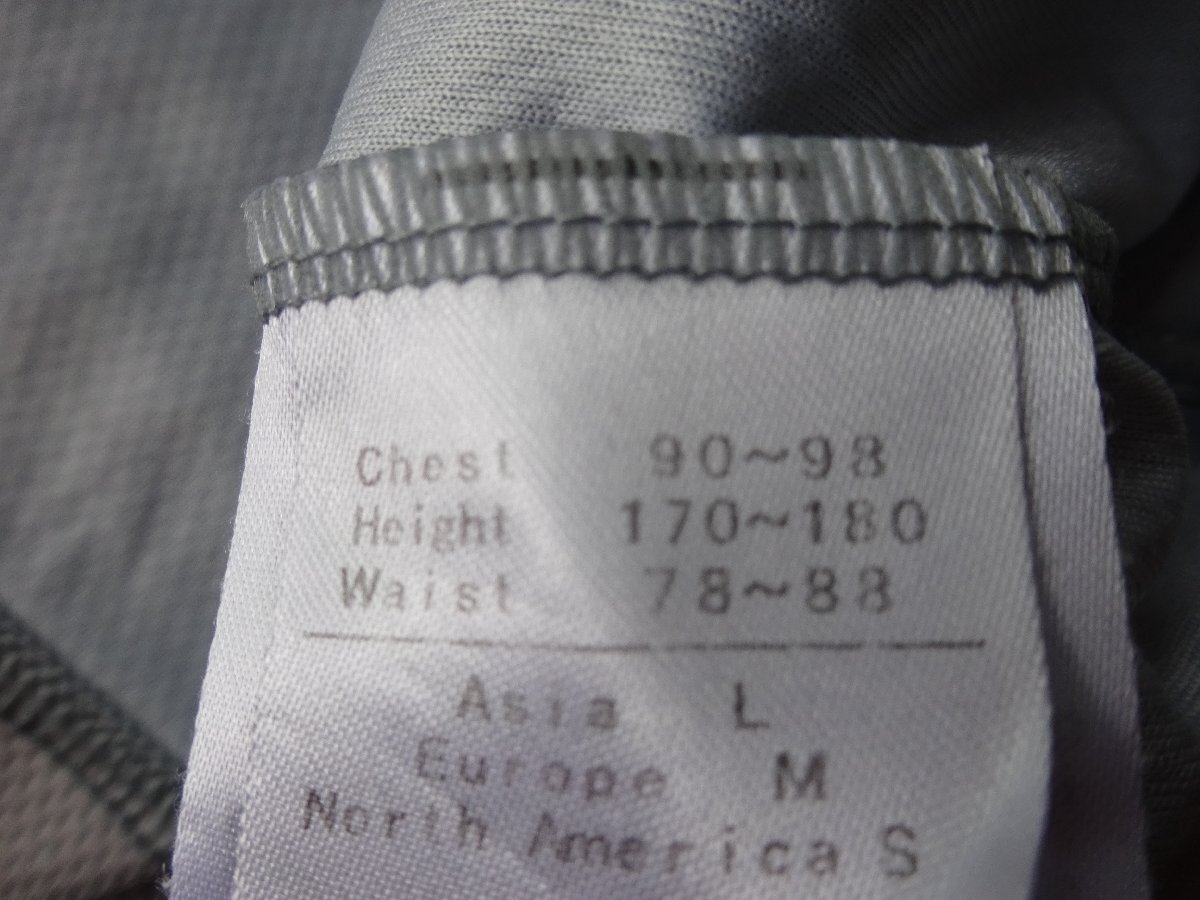 Chest 90~98
Height 170~180
Waist 78~88
Asia L
Europe M
North America S